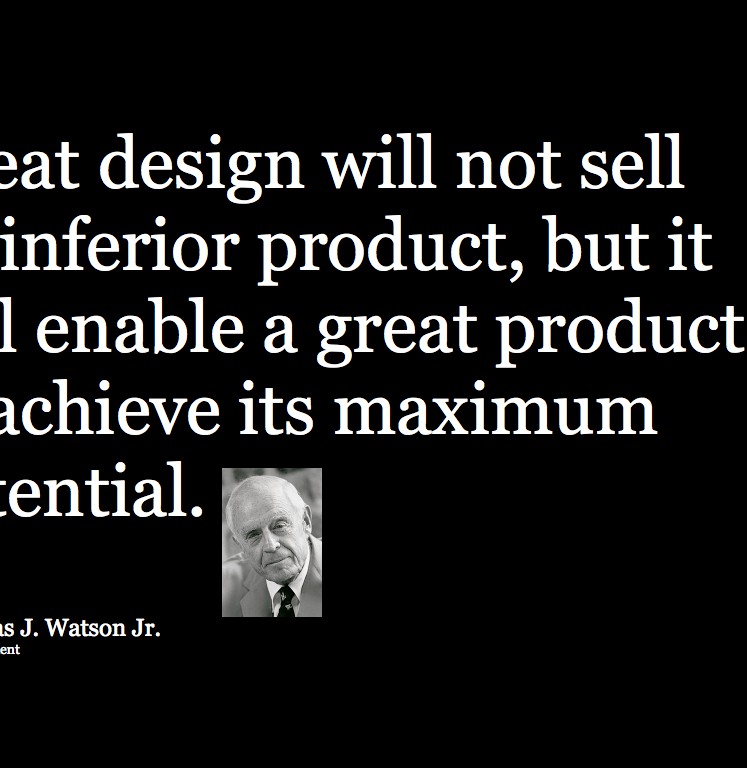 eat design will not sell
inferior product, but it
l enable a great product
achieve its maximum
tential.
as J. Watson Jr.
ent